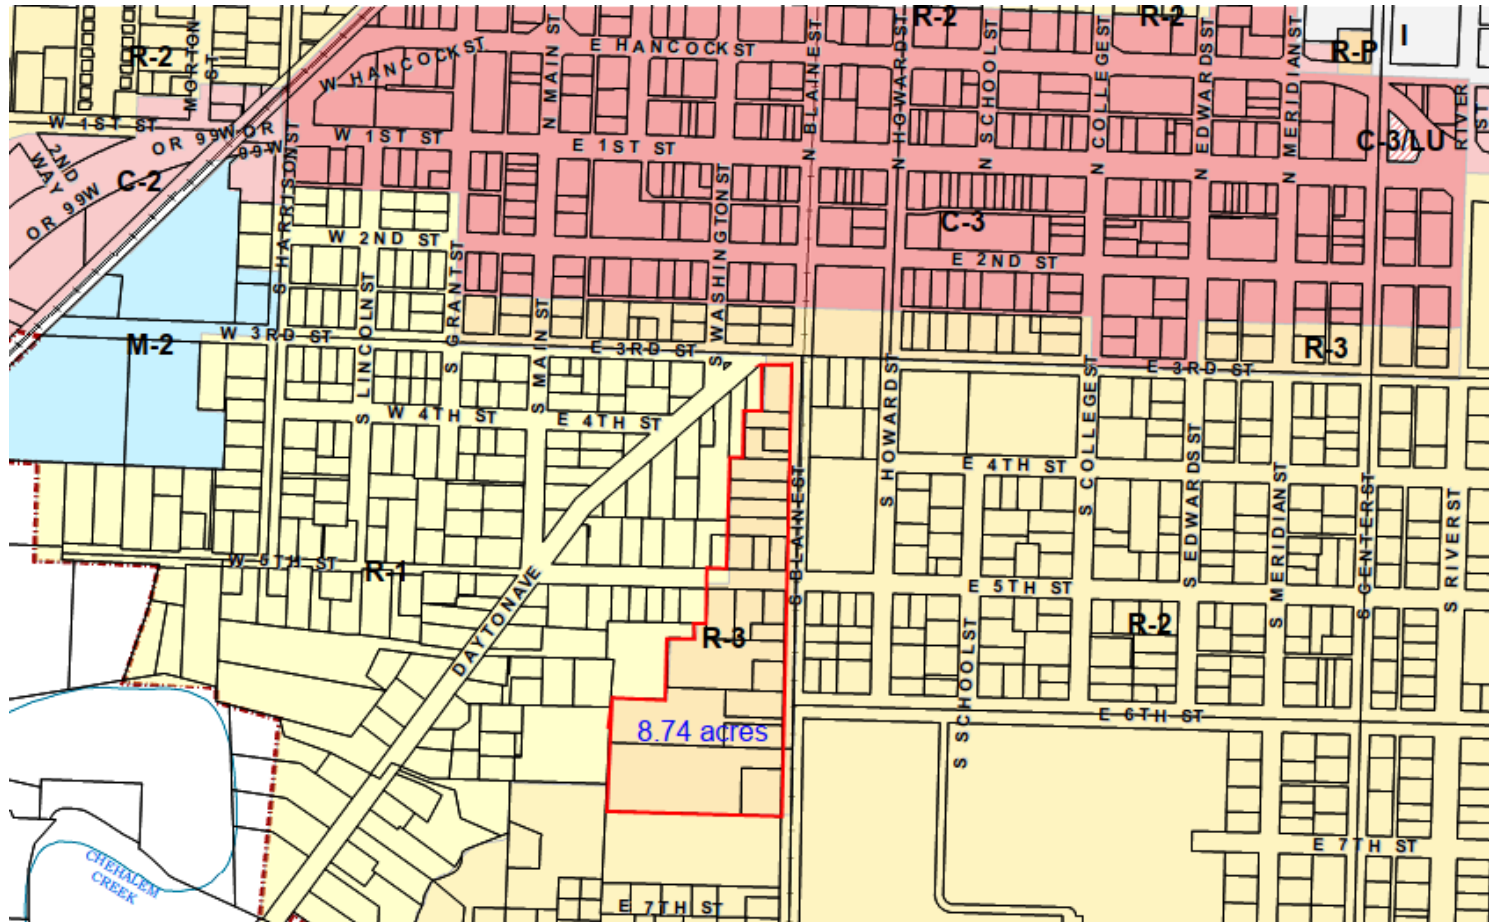 R-2
R-2
I
R-P
R-2
MORTON ST
N MAIN ST
E HANCOCK ST
W HANCOCK ST
N BLAINE ST
N HOWARD ST
N SCHOOL ST
N COLLEGE ST
N EDWARDS ST
N MERIDIAN ST
RIVER ST
C-3/LU
W 1ST ST
OR 99W
OR 99W
W 1ST ST
E 1ST ST
2ND WAY
C-2
OR 99W
S HARRISON ST
W 2ND ST
S WASHINGTON ST
C-3
E 2ND ST
S LINCOLN ST
S GRANT ST
S MAIN ST
M-2
W 3RD ST
E 3RD ST
R-3
E 3RD ST
W 4TH ST
E 4TH ST
S HOWARD ST
S COLLEGE ST
E 4TH ST
S BLAINE ST
S EDWARDS ST
S MERIDIAN ST
S CENTER ST
S RIVER ST
W 5TH ST
R-1
E 5TH ST
DAYTON AVE
R-3
R-2
S SCHOOL ST
8.74 acres
E 6TH ST
E 7TH ST
CHEHALEM
CREEK
E 7TH ST